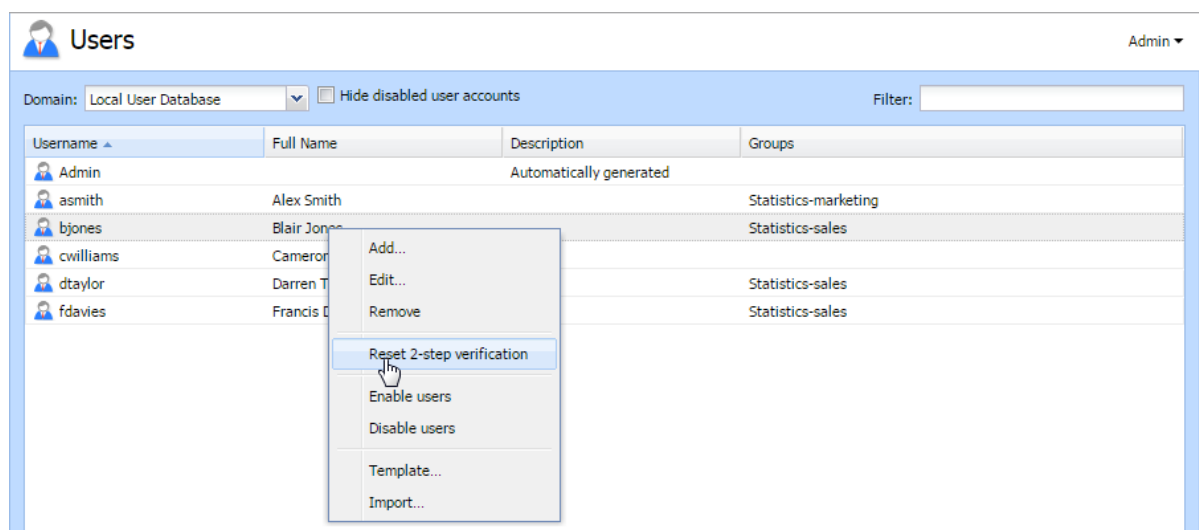 Users
Admin
Domain: Local User Database Hide disabled user accounts Filter:
Username Full Name Description Groups
Admin Automatically generated
asmith Alex Smith Statistics-marketing
bjones Blair Jones Statistics-sales
cwilliams Cameron
dtaylor Darren T Statistics-sales
fdavies Francis D Statistics-sales
Add...
Edit...
Remove
Reset 2-step verification
Enable users
Disable users
Template...
Import...